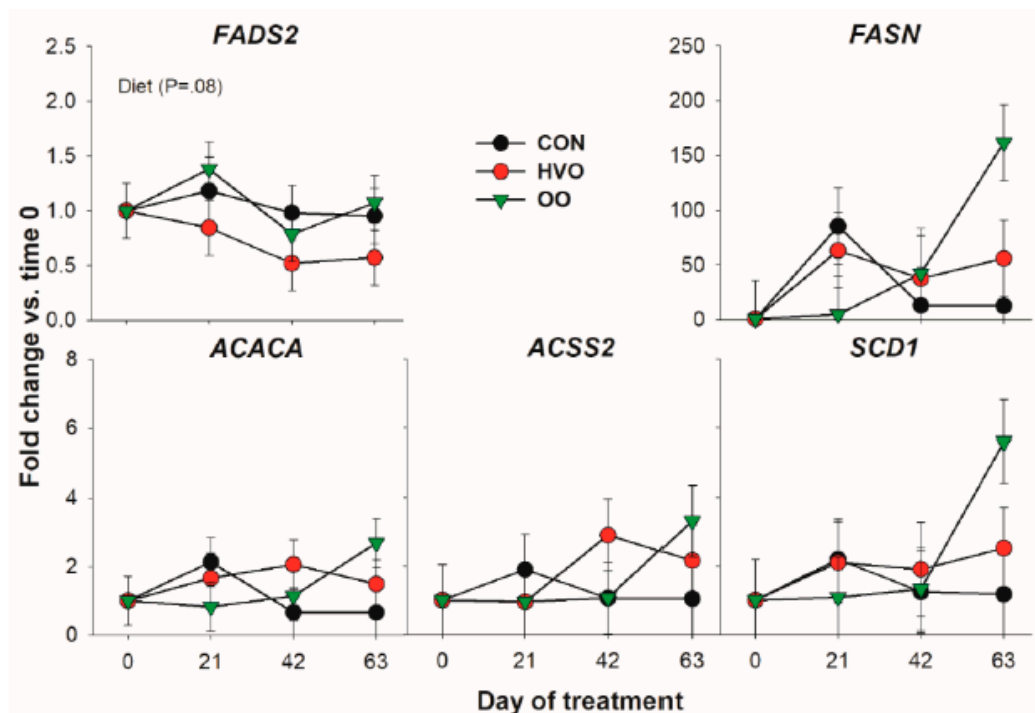 FADS2
FASN
2.5
2.0
1.5
1.0
0.5
0.0
Diet (P=.08)
CON
HVO
OO
250
200
150
100
50
0
Fold change vs. time 0
ACACA
ACSS2
SCD1
8
6
4
2
0
0 21 42 63
0 21 42 63
0 21 42 63
Day of treatment